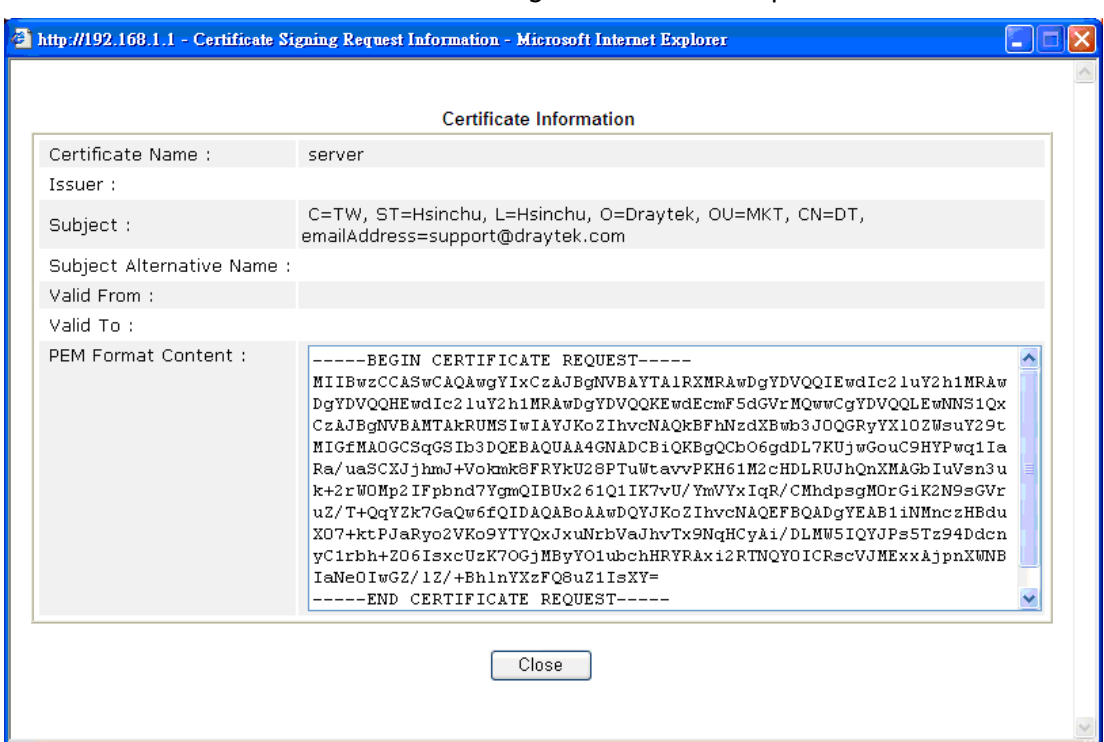 http://192.168.1.1 - Certificate Signing Request Information - Microsoft Internet Explorer
Certificate Information
Certificate Name : server
Issuer :
Subject : C=TW, ST=Hsinchu, L=Hsinchu, O=Draytek, OU=MKT, CN=DT,
emailAddress=support@draytek.com
Subject Alternative Name :
Valid From :
Valid To :
PEM Format Content : -----BEGIN CERTIFICATE REQUEST-----
MIIBwzCCASwCAQAwgYIxCzAJBgNVBAYTAlRXMRAwDgYDVQQIEwdIc2luY2h1MRAw
DgYDVQQHEwdIc2luY2h1MRAwDgYDVQQKEwdEcmF5dGVrMQwwCgYDVQQLEwNNS1Qx
CzAJBgNVBAMTAkRUMSIwIAYJKoZIhvcNAQkBFhNzdXBwb3J0QGRyYXl0ZWsuY29t
MIGfMA0GCSqGSIb3DQEBAQUAA4GNADCBiQKBgQCbO6gdDL7KUjwGouC9HYPwq1Ia
Ra/uaSCXJjhmJ+Vokmk8FRYkU28PTuWtavvPKH61M2cHDLRUJhQnXMAGbIuVsn3u
k+2rWOMp2IFpbnd7YgmQIBUx261Q1IK7vU/YmVYxIqR/CMhdpsgMOrGiK2N9sGVr
uZ/T+QqYZk7GaQw6fQIDAQABoAAwDQYJKoZIhvcNAQEFBQADgYEAB1iNMnczHBdu
XO7+ktPJaRyo2VKo9YTYQxJxuNrbVaJhvTx9NqHCyAi/DLMW5IQYJPs5Tz94Ddcn
yC1rbh+ZO6IsxcUzK7OGjMByYO1ubchHRYRAxi2RTNQYOICRscVJMExxAjpnXWNB
IaNeOIwGZ/1Z/+BhlnYXzFQ8uZ1IsXY=
-----END CERTIFICATE REQUEST-----
Close